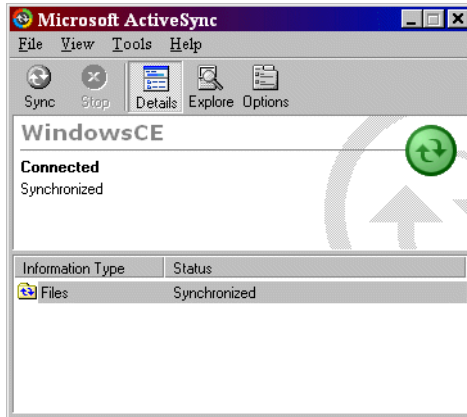 Microsoft ActiveSync
File View Tools Help
Sync Stop Details Explore Options
WindowsCE
Connected
Synchronized
Information Type Status
Files Synchronized